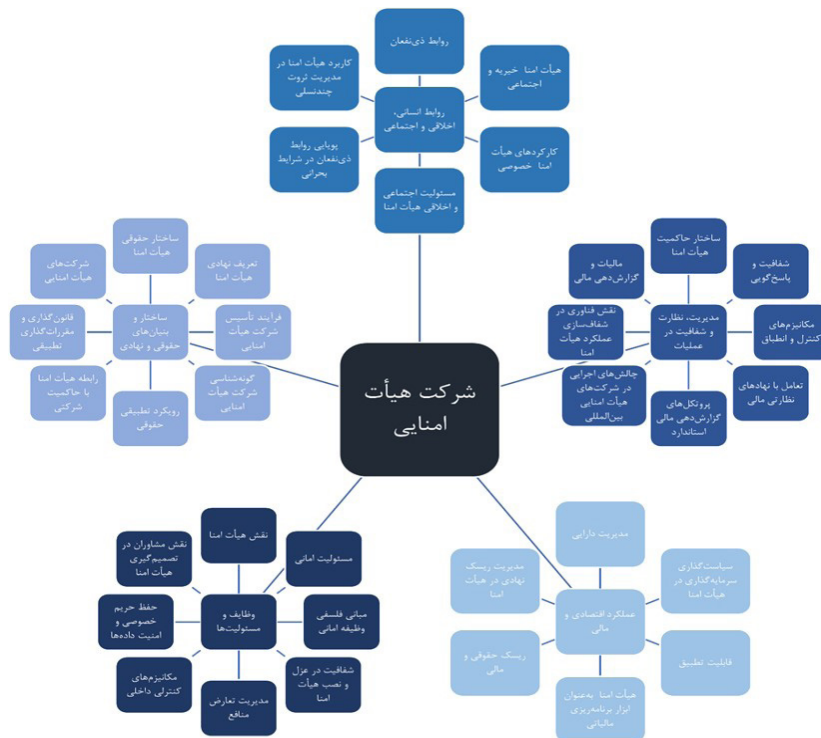 روابط ذی‌نفعان
کاربرد هیأت امنا در
مدیریت ثروت
چندنسلی
هیأت امنا خیریه و
اجتماعی
روابط انسانی،
اخلاقی و اجتماعی
پویایی روابط
ذی‌نفعان در شرایط
بحرانی
کارکردهای هیأت
امنا خصوصی
مسئولیت اجتماعی
و اخلاقی هیأت امنا
ساختار حاکمیت
هیأت امنا
شفافیت و
پاسخ‌گویی
مالیات و
گزارش‌دهی مالی
مکانیزم‌های
کنترل و انطباق
مدیریت، نظارت
و شفافیت در
عملیات
نقش فناوری در
شفاف‌سازی
عملکرد هیأت
امنا
تعامل با نهادهای
نظارتی مالی
پروتکل‌های
گزارش‌دهی مالی
استاندارد
چالش‌های اجرایی
در شرکت‌های
هیأت امنایی
بین‌المللی
ساختار حقوقی
هیأت امنا
تعریف نهادی
هیأت امنا
شرکت‌های
هیأت امنایی
فرآیند تأسیس
شرکت هیأت
امنایی
ساختار و
بنیان‌های
حقوقی و نهادی
قانون‌گذاری و
مقررات‌گذاری
تطبیقی
گونه‌شناسی
شرکت هیأت
امنایی
رویکرد تطبیقی
حقوقی
رابطه هیأت امنا
با حاکمیت
شرکتی
شرکت هیأت
امنایی
نقش هیأت امنا
مسئولیت امانی
نقش مشاوران در
تصمیم‌گیری
هیأت امنا
مبانی فلسفی
وظیفه امانی
وظایف و
مسئولیت‌ها
حفظ حریم
خصوصی و
امنیت داده‌ها
شفافیت در عزل
و نصب هیأت
امنا
مدیریت تعارض
منافع
مکانیزم‌های
کنترلی داخلی
مدیریت دارایی
سیاست‌گذاری
سرمایه‌گذاری در
هیأت امنا
مدیریت ریسک
نهادی در هیأت
امنا
عملکرد اقتصادی و
مالی
قابلیت تطبیق
ریسک حقوقی و
مالی
هیأت امنا به‌عنوان
ابزار برنامه‌ریزی
مالیاتی